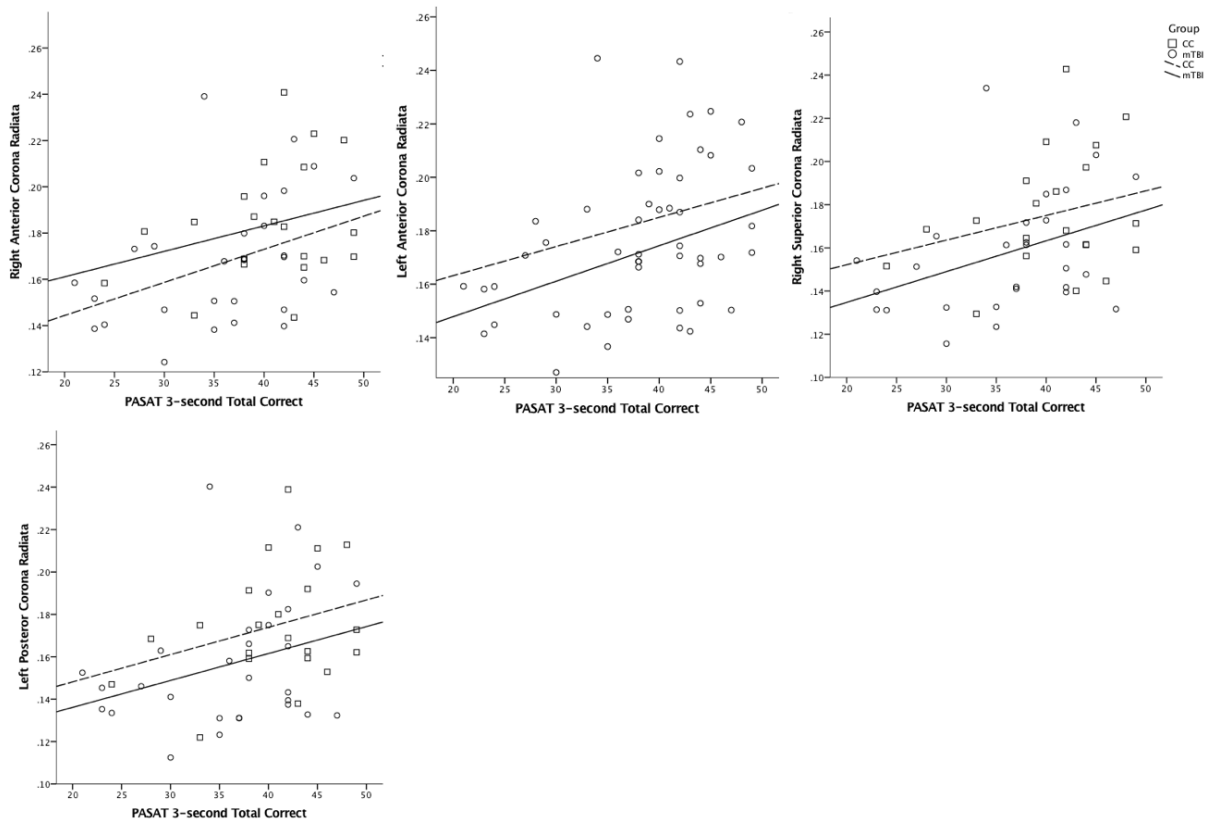 .26
.24
.22
.20
.18
.16
.14
.12
Right Anterior Corona Radiata
20 25 30 35 40 45 50
PASAT 3-second Total Correct
.26
.24
.22
.20
.18
.16
.14
Left Anterior Corona Radiata
20 25 30 35 40 45 50
PASAT 3-second Total Correct
.26
.24
.22
.20
.18
.16
.14
.12
.10
Right Superior Corona Radiata
20 25 30 35 40 45 50
PASAT 3-second Total Correct
Group
CC
mTBI
CC
mTBI
.26
.24
.22
.20
.18
.16
.14
.12
.10
Left Posteror Corona Radiata
20 25 30 35 40 45 50
PASAT 3-second Total Correct